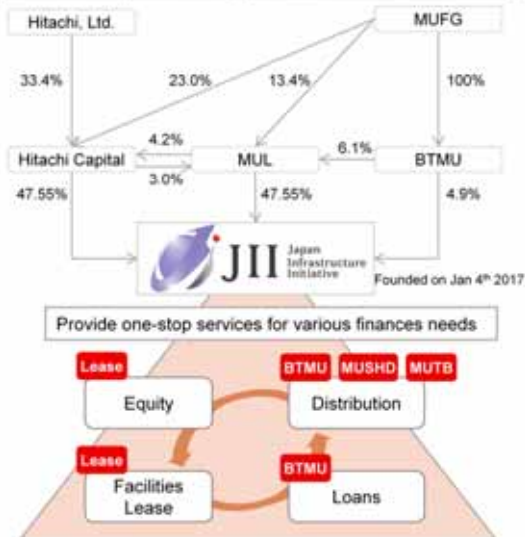 Hitachi, Ltd.
MUFG
33.4%
23.0%
13.4%
100%
4.2%
6.1%
Hitachi Capital
MUL
BTMU
3.0%
47.55%
47.55%
4.9%
JII
Japan
Infrastructure
Initiative
Founded on Jan 4th 2017
Provide one-stop services for various finances needs
Lease
BTMU
MUSHD
MUTB
Equity
Distribution
Lease
BTMU
Facilities
Lease
Loans